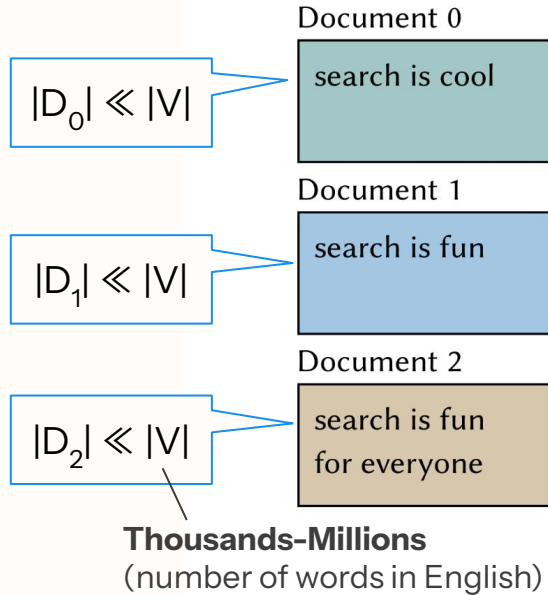 Document 0
|D₀| ≪ |V|
search is cool
Document 1
|D₁| ≪ |V|
search is fun
Document 2
|D₂| ≪ |V|
search is fun
for everyone
Thousands-Millions
(number of words in English)